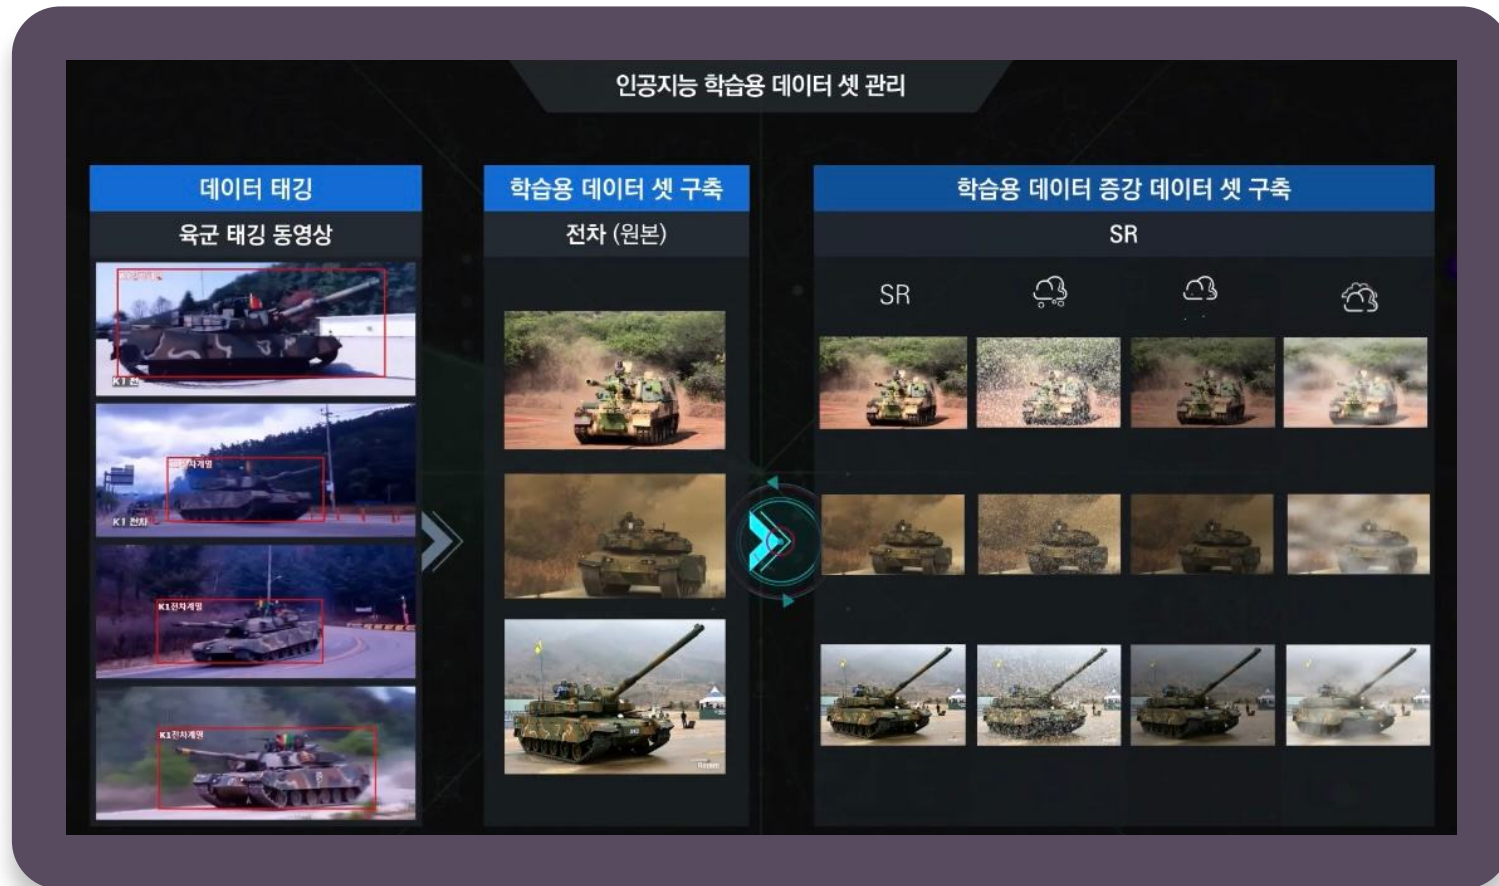 인공지능 학습용 데이터 셋 관리
데이터 태깅
육군 태깅 동영상
K1 전
K1 전차
K1전차계열
K1전차계열
학습용 데이터 셋 구축
전차 (원본)
학습용 데이터 증강 데이터 셋 구축
SR
SR